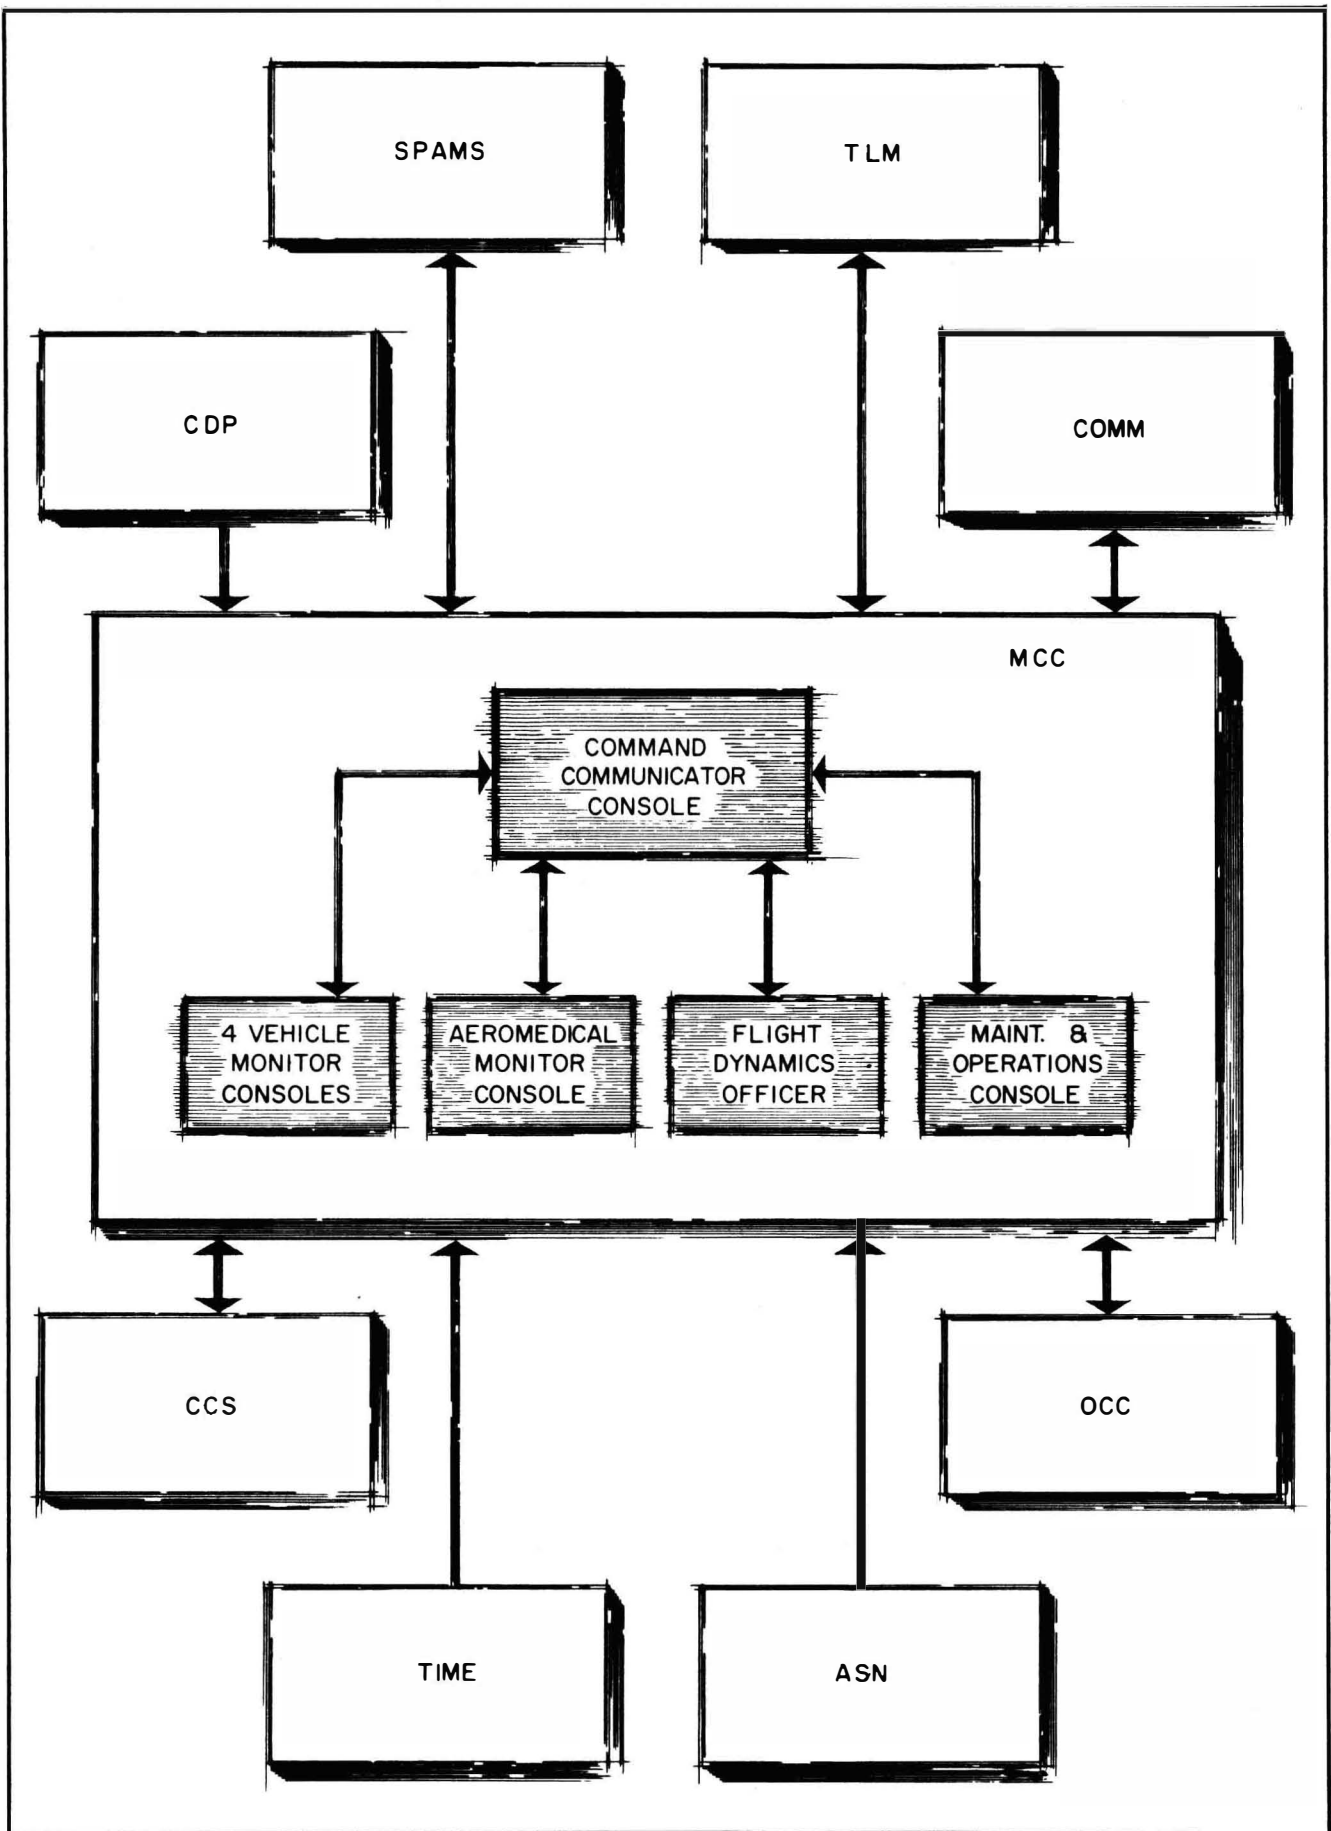 SPAMS
TLM
CDP
COMM
MCC
COMMAND
COMMUNICATOR
CONSOLE
4 VEHICLE
MONITOR
CONSOLES
AEROMEDICAL
MONITOR
CONSOLE
FLIGHT
DYNAMICS
OFFICER
MAINT. &
OPERATIONS
CONSOLE
CCS
OCC
TIME
ASN